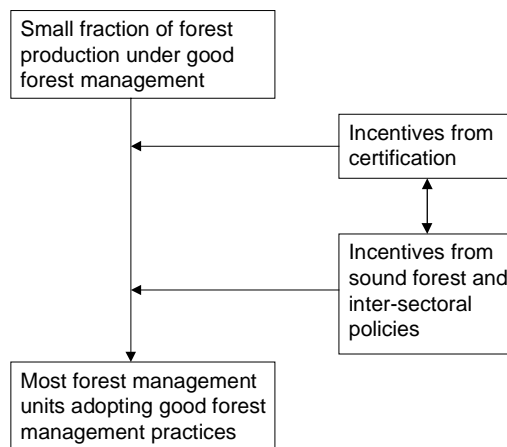 Small fraction of forest
production under good
forest management
Incentives from
certification
Incentives from
sound forest and
inter-sectoral
policies
Most forest management
units adopting good forest
management practices